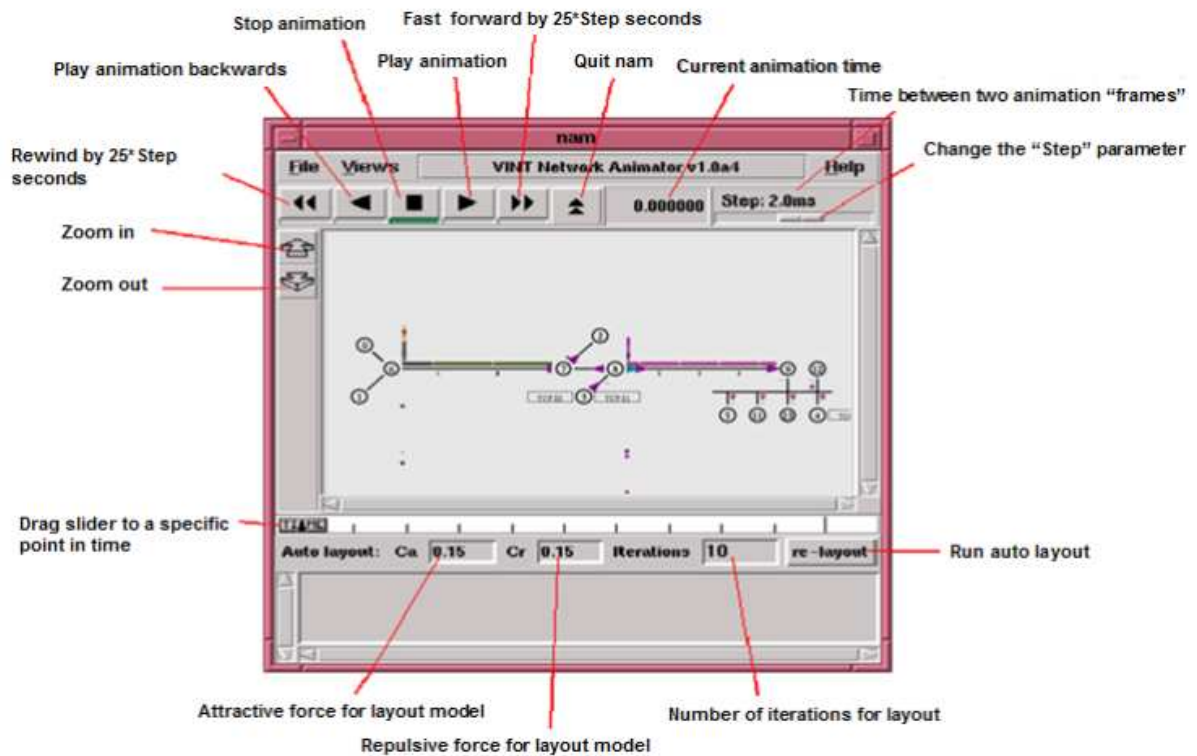 Stop animation
Fast forward by 25*Step seconds
Play animation backwards
Play animation
Quit nam
Current animation time
Time between two animation “frames”
Rewind by 25*Step
seconds
Change the “Step” parameter
nam
File Views VINT Network Animator v1.0a4 Help
0.000000 Step: 2.0ms
Zoom in
Zoom out
Drag slider to a specific
point in time
TIME
Auto layout: Ca 0.15 Cr 0.15 Iterations 10 re-layout
Run auto layout
Attractive force for layout model
Number of iterations for layout
Repulsive force for layout model